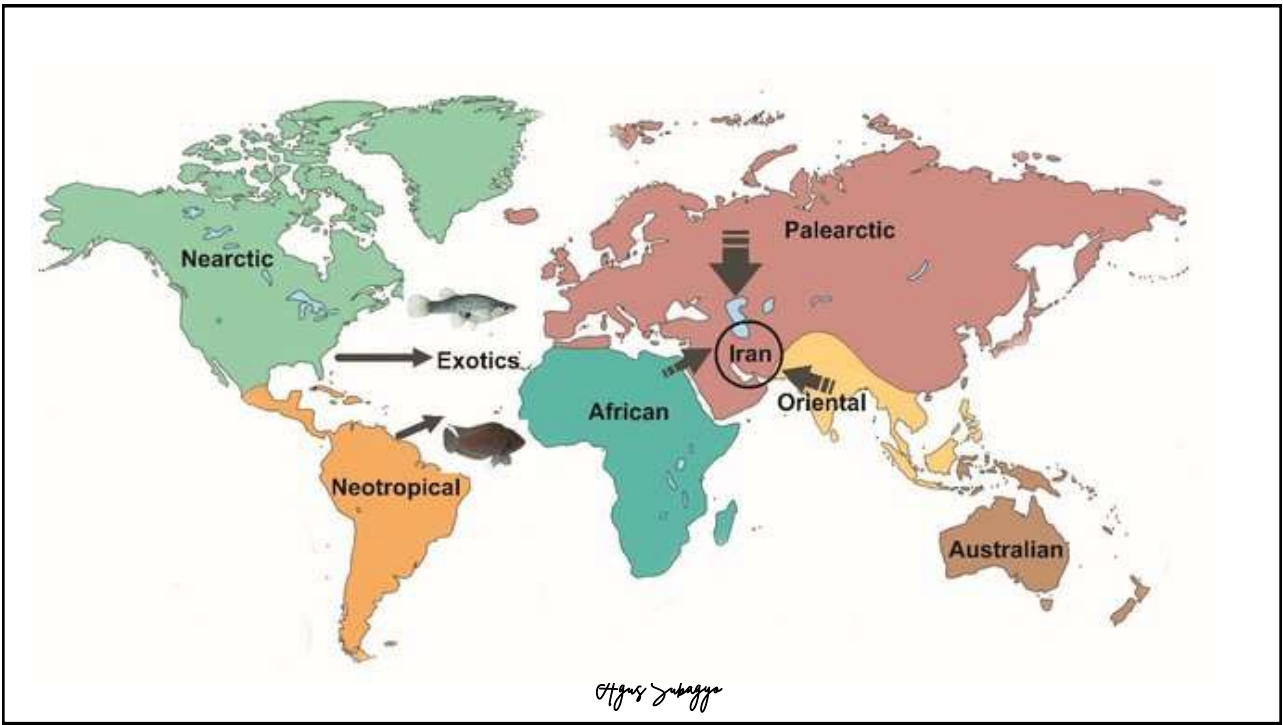 Palearctic
Nearctic
Iran
Exotics
Oriental
African
Neotropical
Australian
Agus Subagyo